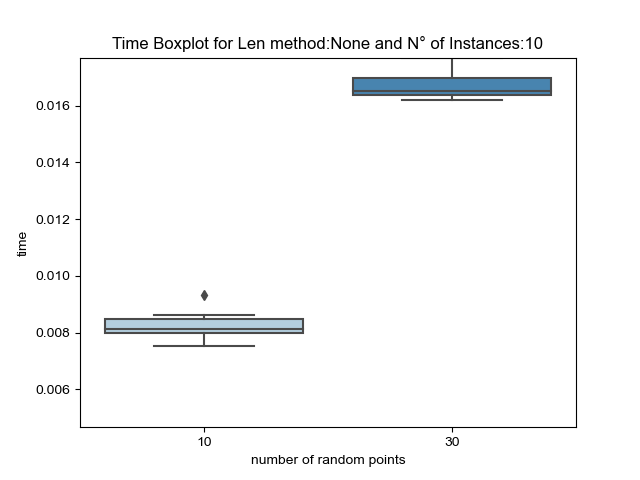 Time Boxplot for Len method:None and N° of Instances:10
0.016
0.014
0.012
0.010
0.008
0.006
time
10
30
number of random points